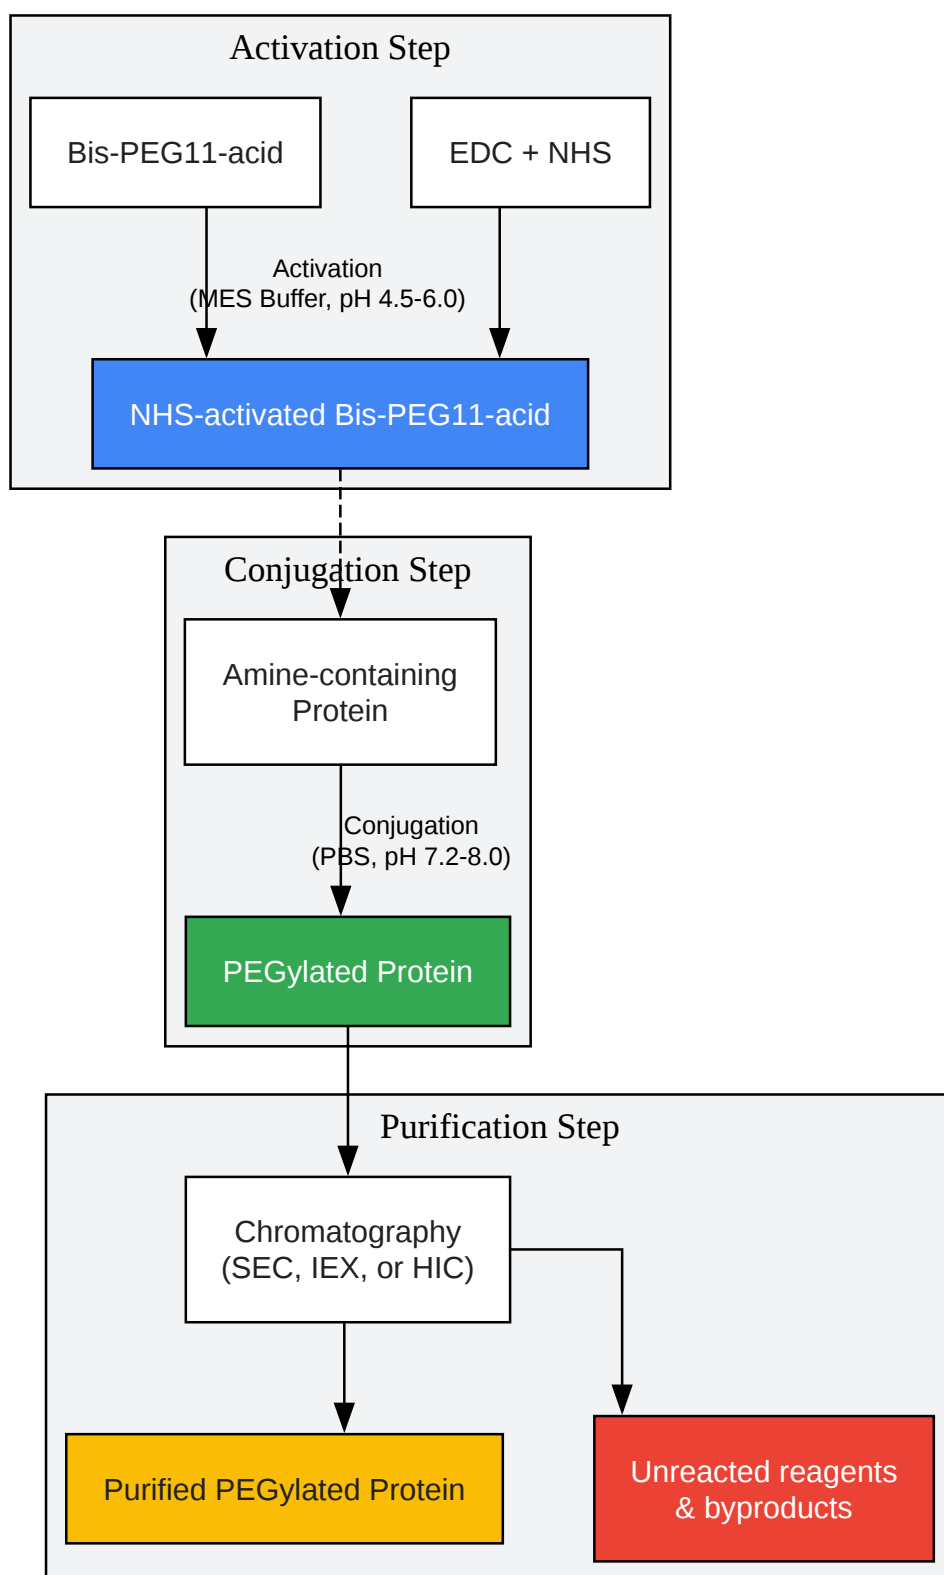 Activation Step
Bis-PEG11-acid
EDC + NHS
Activation
(MES Buffer, pH 4.5-6.0)
NHS-activated Bis-PEG11-acid
Conjugation Step
Amine-containing
Protein
Conjugation
(PBS, pH 7.2-8.0)
PEGylated Protein
Purification Step
Chromatography
(SEC, IEX, or HIC)
Purified PEGylated Protein
Unreacted reagents
& byproducts